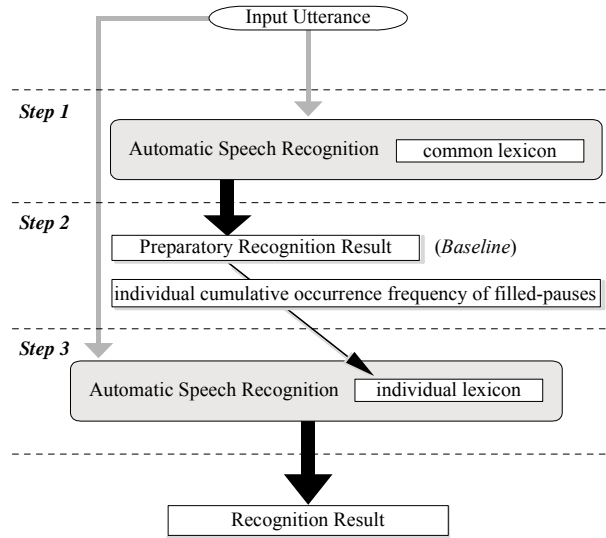 Input Utterance
Step 1
Automatic Speech Recognition common lexicon
Step 2
Preparatory Recognition Result (Baseline)
individual cumulative occurrence frequency of filled-pauses
Step 3
Automatic Speech Recognition individual lexicon
Recognition Result